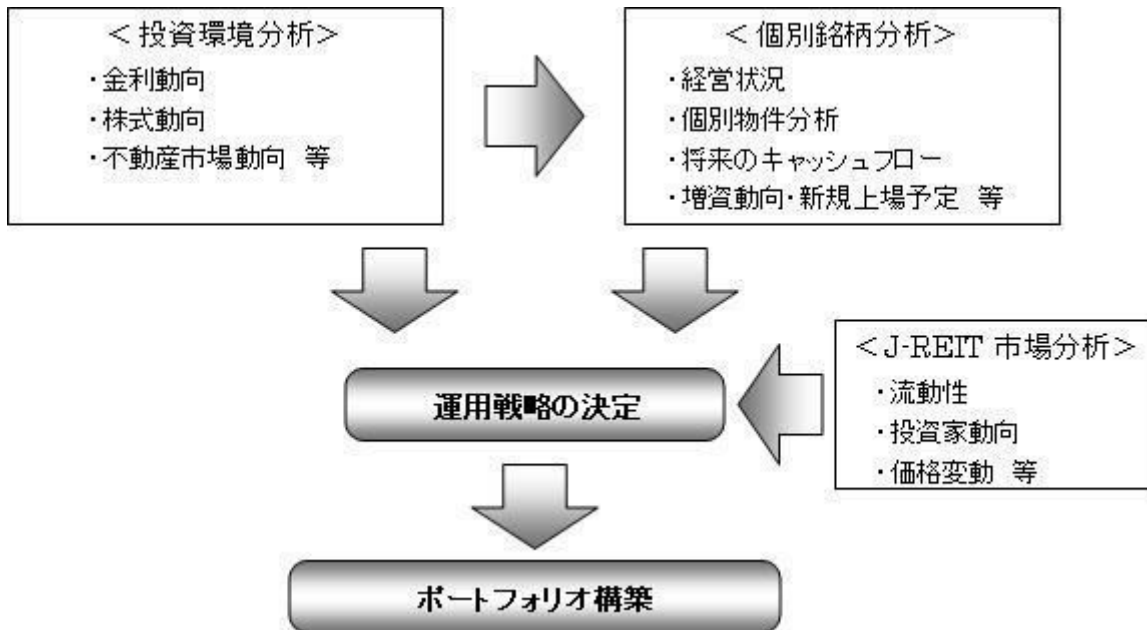 ＜投資環境分析＞
・金利動向
・株式動向
・不動産市場動向 等
＜個別銘柄分析＞
・経営状況
・個別物件分析
・将来のキャッシュフロー
・増資動向・新規上場予定 等
＜J-REIT 市場分析＞
・流動性
・投資家動向
・価格変動 等
運用戦略の決定
ポートフォリオ構築